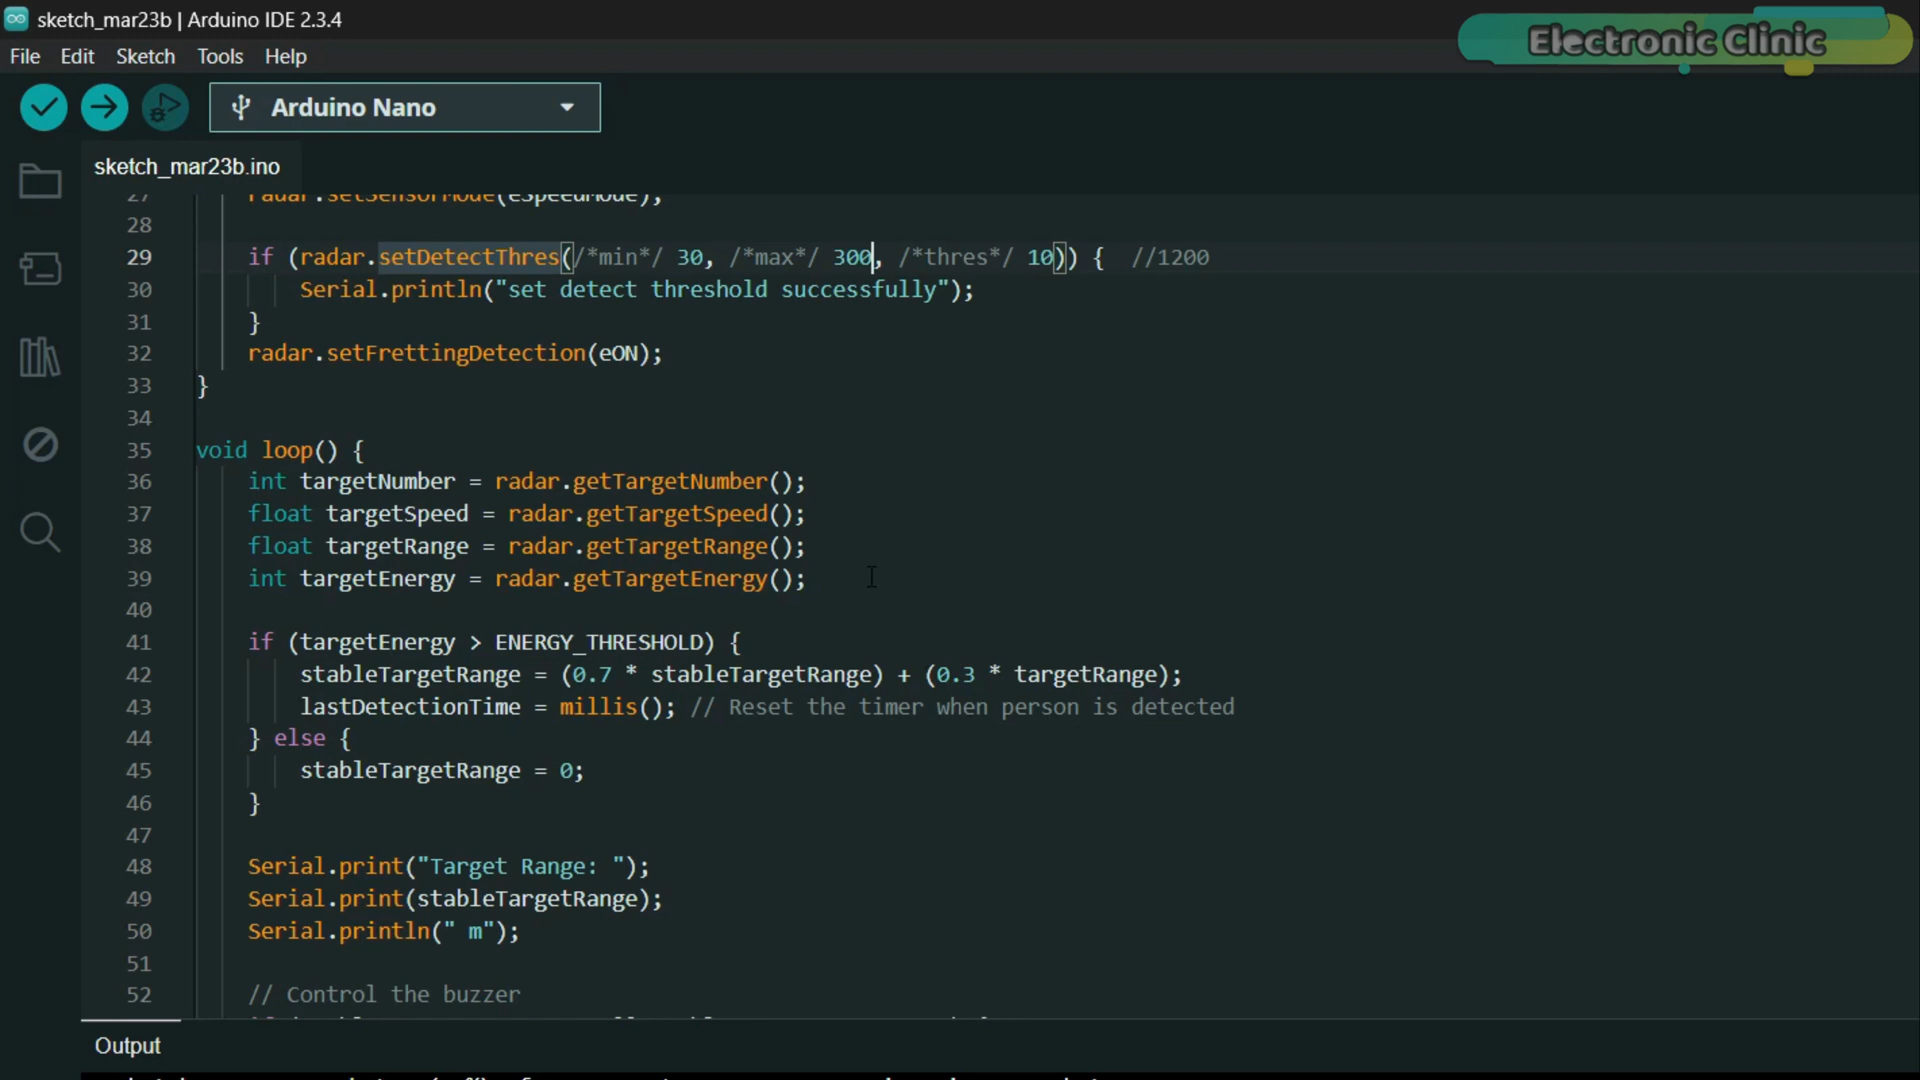 sketch_mar23b | Arduino IDE 2.3.4
Electronic Clinic
File Edit Sketch Tools Help
Arduino Nano
sketch_mar23b.ino
27 radar.setSensorMode(eSpeedMode);
28
29 if (radar.setDetectThres(/*min*/ 30, /*max*/ 300, /*thres*/ 10)) { //1200
30 Serial.println("set detect threshold successfully");
31 }
32 radar.setFrettingDetection(eON);
33 }
34
35 void loop() {
36 int targetNumber = radar.getTargetNumber();
37 float targetSpeed = radar.getTargetSpeed();
38 float targetRange = radar.getTargetRange();
39 int targetEnergy = radar.getTargetEnergy();
40
41 if (targetEnergy > ENERGY_THRESHOLD) {
42 stableTargetRange = (0.7 * stableTargetRange) + (0.3 * targetRange);
43 lastDetectionTime = millis(); // Reset the timer when person is detected
44 } else {
45 stableTargetRange = 0;
46 }
47
48 Serial.print("Target Range: ");
49 Serial.print(stableTargetRange);
50 Serial.println(" m");
51
52 // Control the buzzer
Output